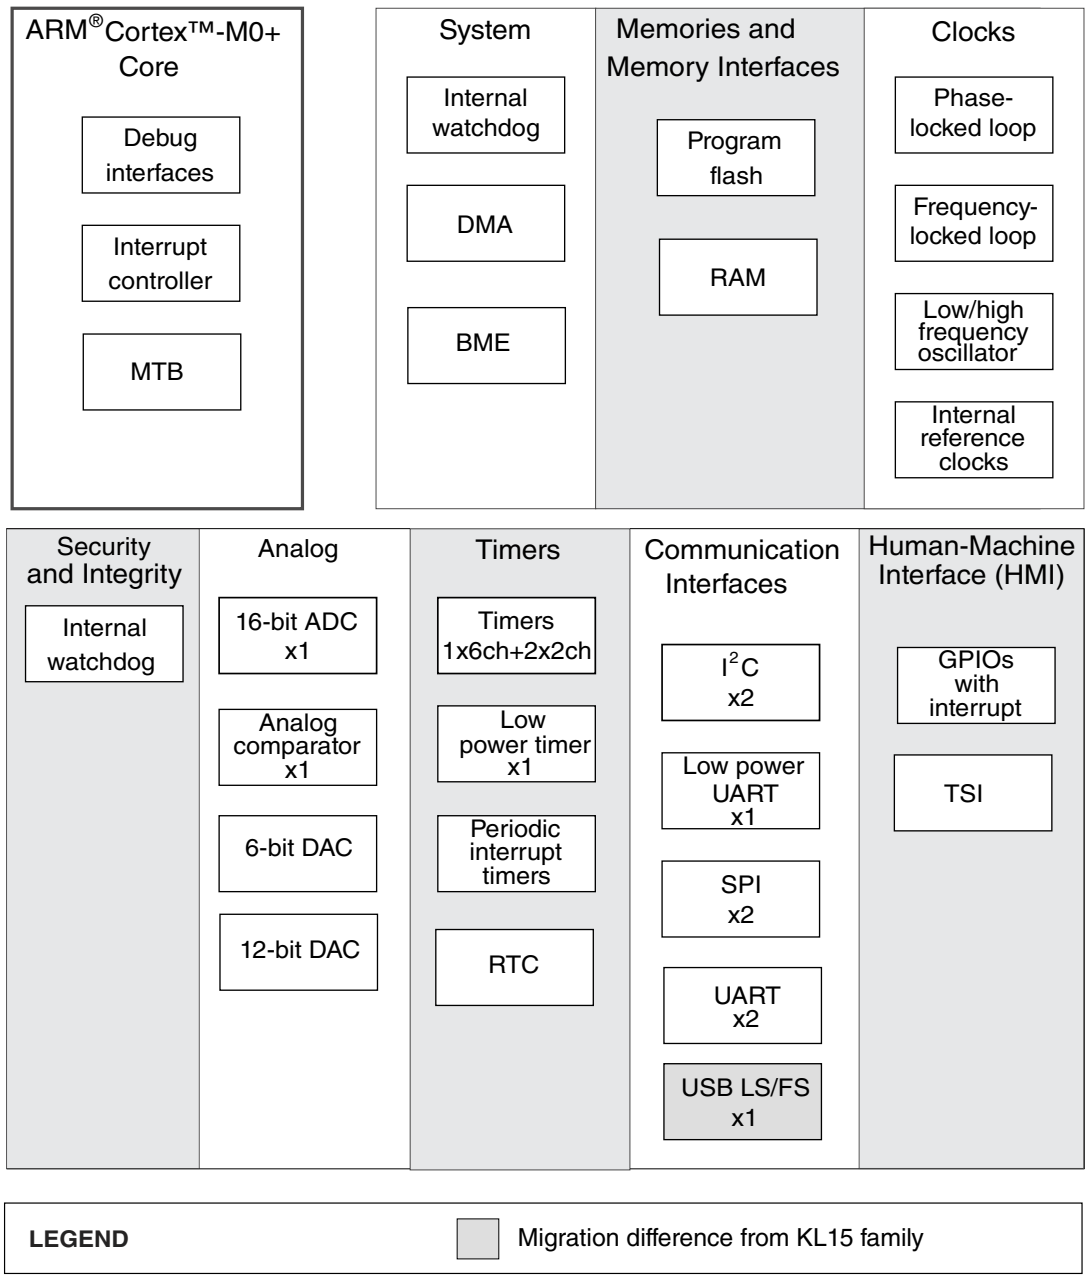 ARM®Cortex™-M0+
Core
Debug
interfaces
Interrupt
controller
MTB
System
Internal
watchdog
DMA
BME
Memories and
Memory Interfaces
Program
flash
RAM
Clocks
Phase-
locked loop
Frequency-
locked loop
Low/high
frequency
oscillator
Internal
reference
clocks
Security
and Integrity
Internal
watchdog
Analog
16-bit ADC
x1
Analog
comparator
x1
6-bit DAC
12-bit DAC
Timers
Timers
1x6ch+2x2ch
Low
power timer
x1
Periodic
interrupt
timers
RTC
Communication
Interfaces
I²C
x2
Low power
UART
x1
SPI
x2
UART
x2
USB LS/FS
x1
Human-Machine
Interface (HMI)
GPIOs
with
interrupt
TSI
LEGEND
Migration difference from KL15 family